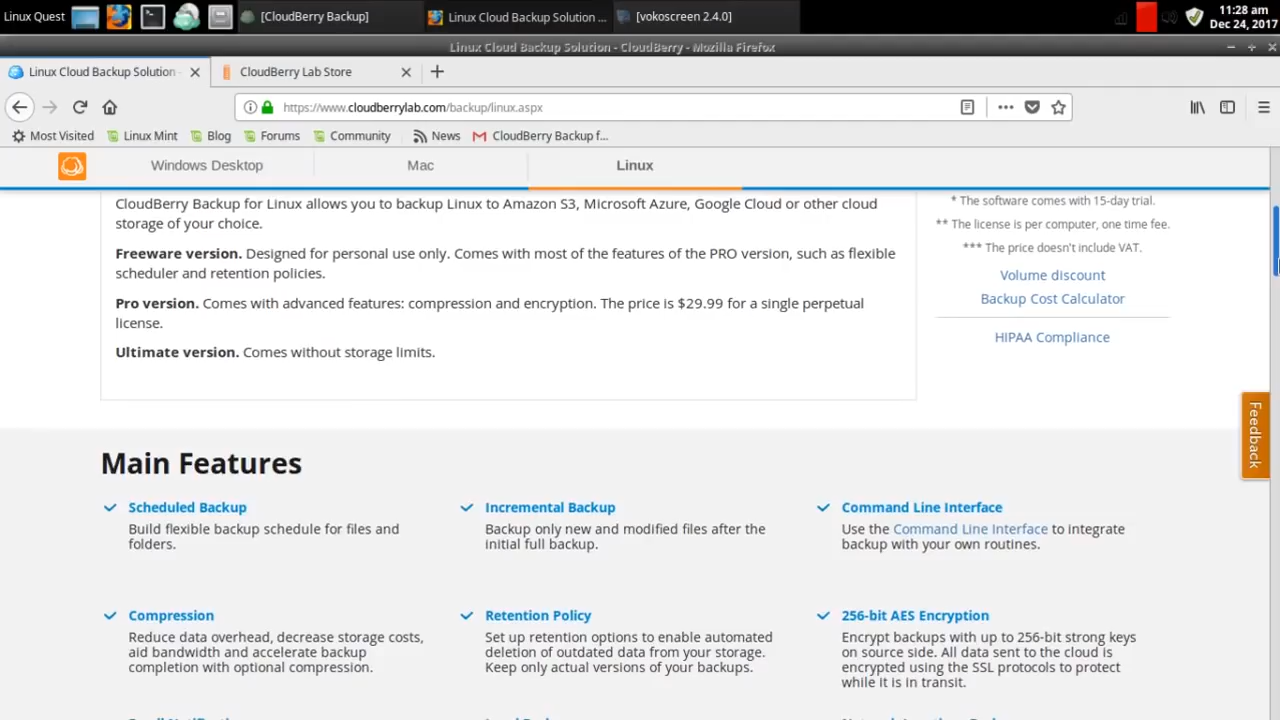 Linux Quest
[CloudBerry Backup]
Linux Cloud Backup Solution ...
[vokoscreen 2.4.0]
11:28 am
Dec 24, 2017
Linux Cloud Backup Solution - CloudBerry - Mozilla Firefox
Linux Cloud Backup Solution -
CloudBerry Lab Store
https://www.cloudberrylab.com/backup/linux.aspx
Most Visited
Linux Mint
Blog
Forums
Community
News
CloudBerry Backup f...
Windows Desktop
Mac
Linux
CloudBerry Backup for Linux allows you to backup Linux to Amazon S3, Microsoft Azure, Google Cloud or other cloud
storage of your choice.
Freeware version. Designed for personal use only. Comes with most of the features of the PRO version, such as flexible
scheduler and retention policies.
Pro version. Comes with advanced features: compression and encryption. The price is $29.99 for a single perpetual
license.
Ultimate version. Comes without storage limits.
* The software comes with 15-day trial.
** The license is per computer, one time fee.
*** The price doesn't include VAT.
Volume discount
Backup Cost Calculator
HIPAA Compliance
Feedback
Main Features
Scheduled Backup
Build flexible backup schedule for files and
folders.
Incremental Backup
Backup only new and modified files after the
initial full backup.
Command Line Interface
Use the Command Line Interface to integrate
backup with your own routines.
Compression
Reduce data overhead, decrease storage costs,
aid bandwidth and accelerate backup
completion with optional compression.
Retention Policy
Set up retention options to enable automated
deletion of outdated data from your storage.
Keep only actual versions of your backups.
256-bit AES Encryption
Encrypt backups with up to 256-bit strong keys
on source side. All data sent to the cloud is
encrypted using the SSL protocols to protect
while it is in transit.